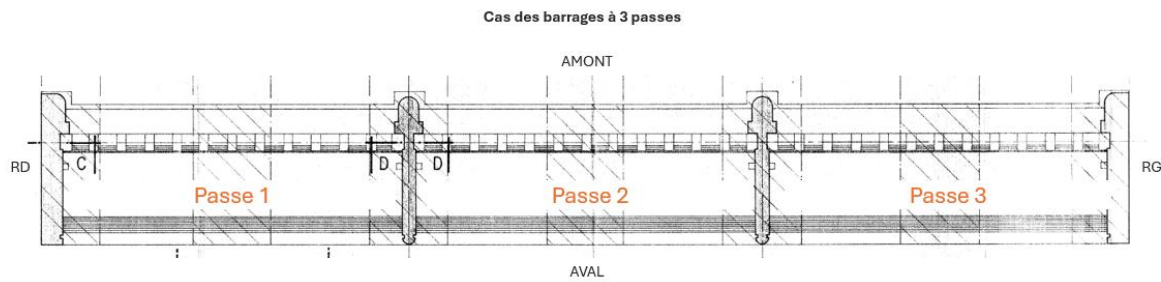 Cas des barrages à 3 passes
AMONT
RD
C
D
D
RG
Passe 1
Passe 2
Passe 3
AVAL